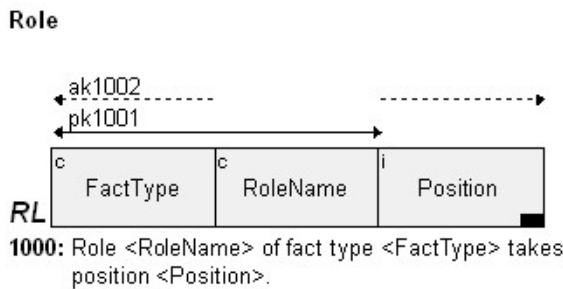 Role
ak1002
pk1001
c c i
FactType RoleName Position
RL
1000: Role <RoleName> of fact type <FactType> takes
position <Position>.